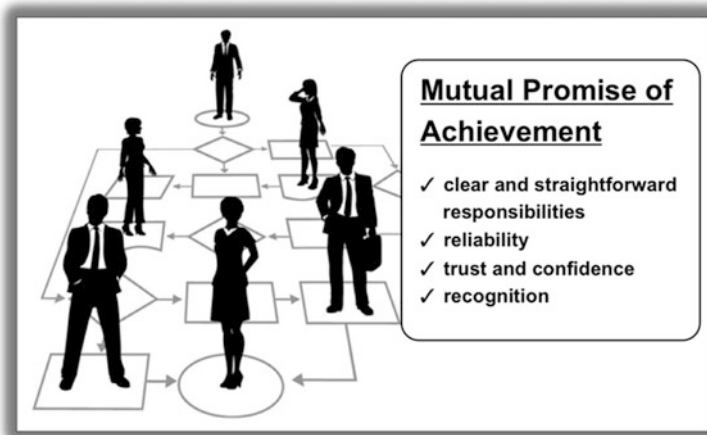 Mutual Promise of
Achievement
✓ clear and straightforward
responsibilities
✓ reliability
✓ trust and confidence
✓ recognition